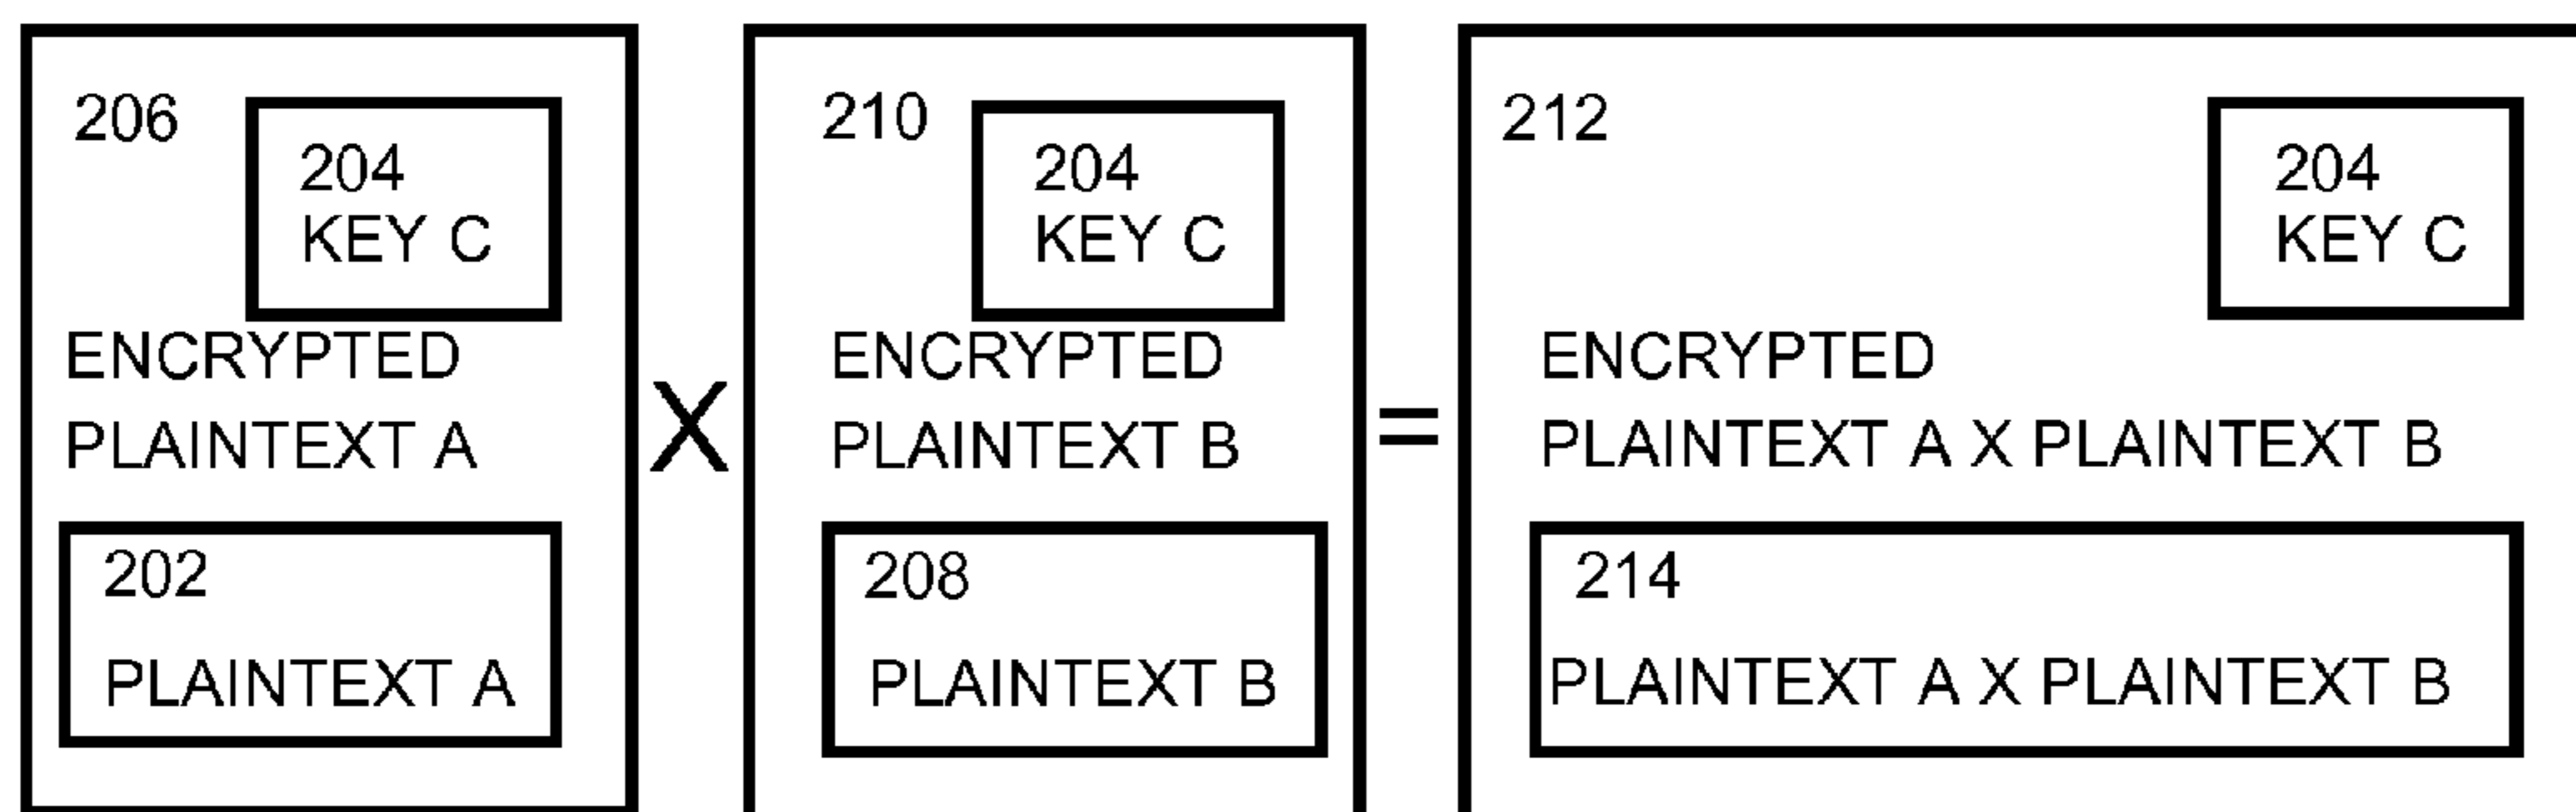 206
204
KEY C
ENCRYPTED
PLAINTEXT A
202
PLAINTEXT A
X
210
204
KEY C
ENCRYPTED
PLAINTEXT B
208
PLAINTEXT B
=
212
204
KEY C
ENCRYPTED
PLAINTEXT A X PLAINTEXT B
214
PLAINTEXT A X PLAINTEXT B